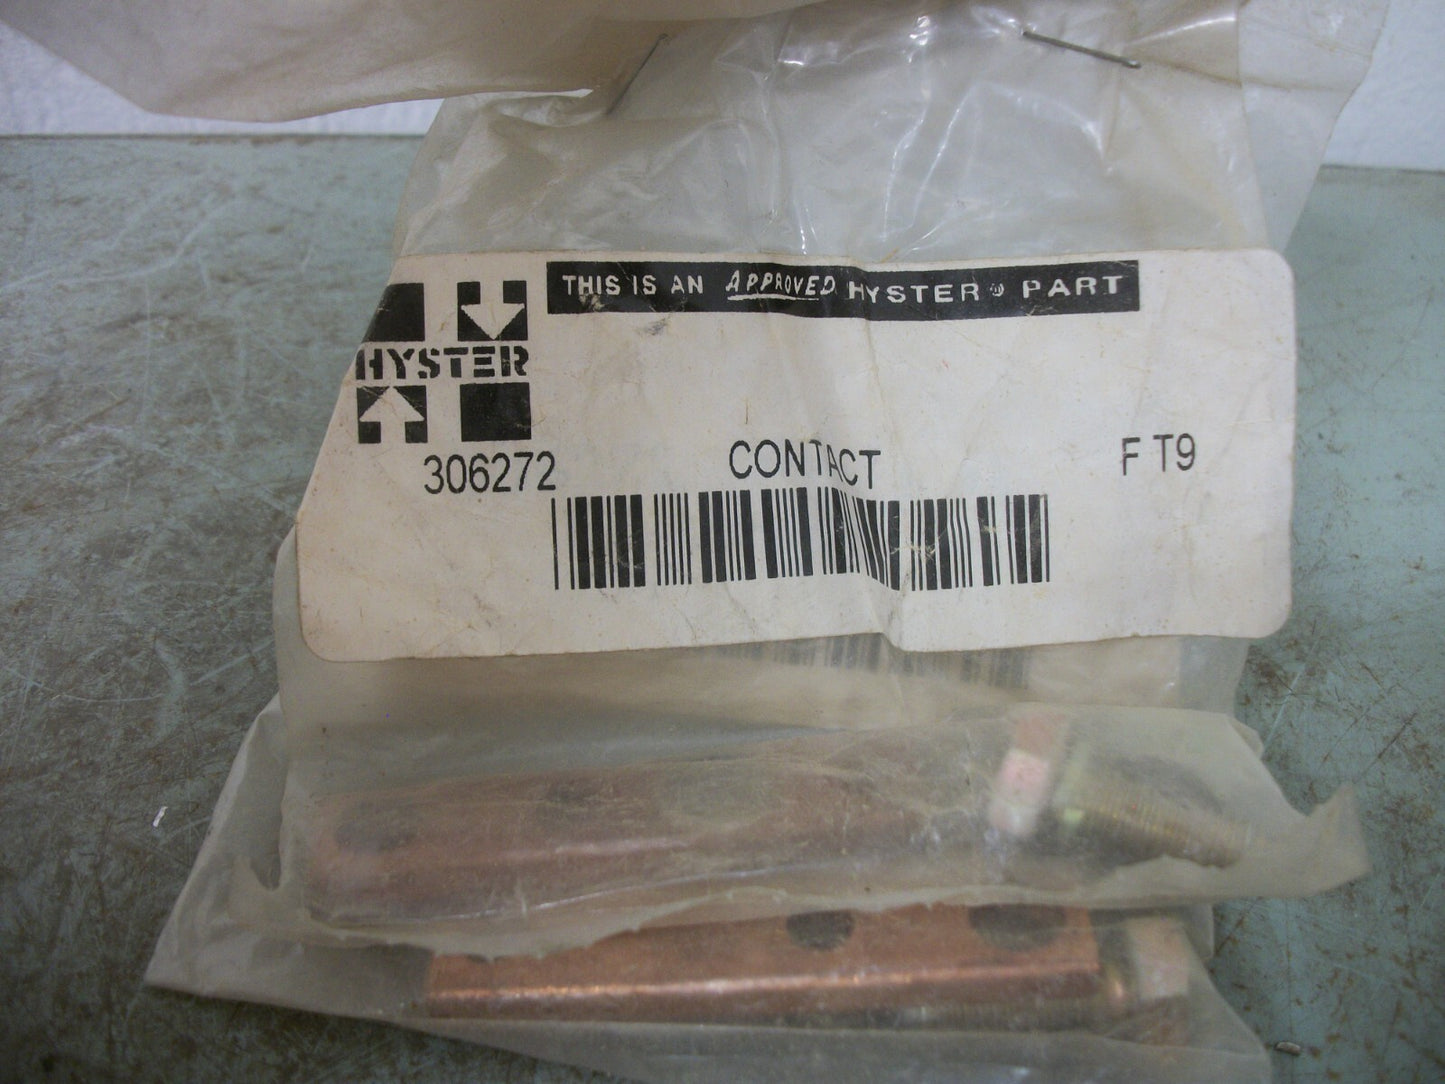 THIS IS AN APPROVED HYSTER® PART
HYSTER
306272 CONTACT F T9